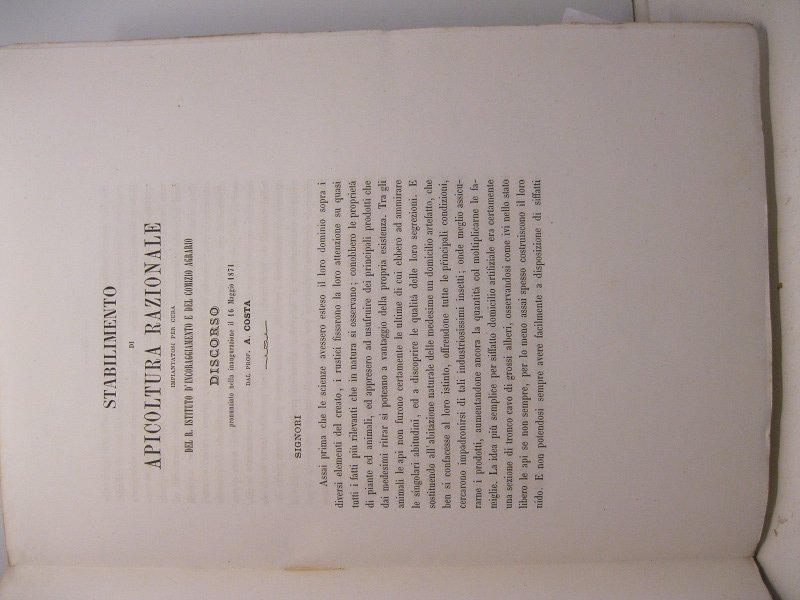 STABILIMENTO
DI
APICOLTURA RAZIONALE
IMPIANTATOSI PER CURA
DEL R. ISTITUTO D'INCORAGGIAMENTO E DEL COMIZIO AGRARIO
DISCORSO
pronunziato nella inaugurazione il 16 Maggio 1871
DAL PROF. A. COSTA
SIGNORI
Assai prima che le scienze avessero esteso il loro dominio sopra i
diversi elementi del creato, i rustici fissarono la loro attenzione su quasi
tutti i fatti più rilevanti che in natura si osservano; conobbero le proprietà
di piante ed animali, ed appresero ad usufruire dei principali prodotti che
dai medesimi ritrar si poteano a vantaggio della propria esistenza. Tra gli
animali le api non furono certamente le ultime di cui ebbero ad ammirare
le singolari abitudini, ed a discoprire le qualità delle loro segrezioni. E
sostituendo all'abitazione naturale delle medesime un domicilio artefatto, che
ben si confacesse al loro istinto, offrendone tutte le principali condizioni,
cercarono impadronirsi di tali industriosissimi insetti; onde meglio assicu-
rarne i prodotti, aumentandone ancora la quantità col moltiplicarne le fa-
miglie. La idea più semplice per siffatto domicilio artifiziale era certamente
una sezione di tronco cavo di grossi alberi, osservandosi come ivi nello stato
libero le api se non sempre, per lo meno assai spesso costruiscono il loro
nido. E non potendosi sempre avere facilmente a disposizione di siffatti